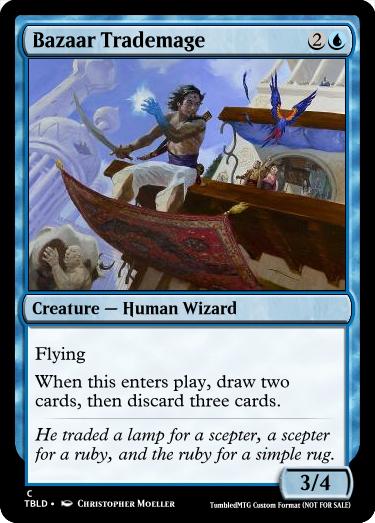 Bazaar Trademage 2
Creature — Human Wizard
Flying
When this enters play, draw two
cards, then discard three cards.
He traded a lamp for a scepter, a scepter
for a ruby, and the ruby for a simple rug.
3/4
C
TBLD • Christopher Moeller
TumbledMTG Custom Format (NOT FOR SALE)